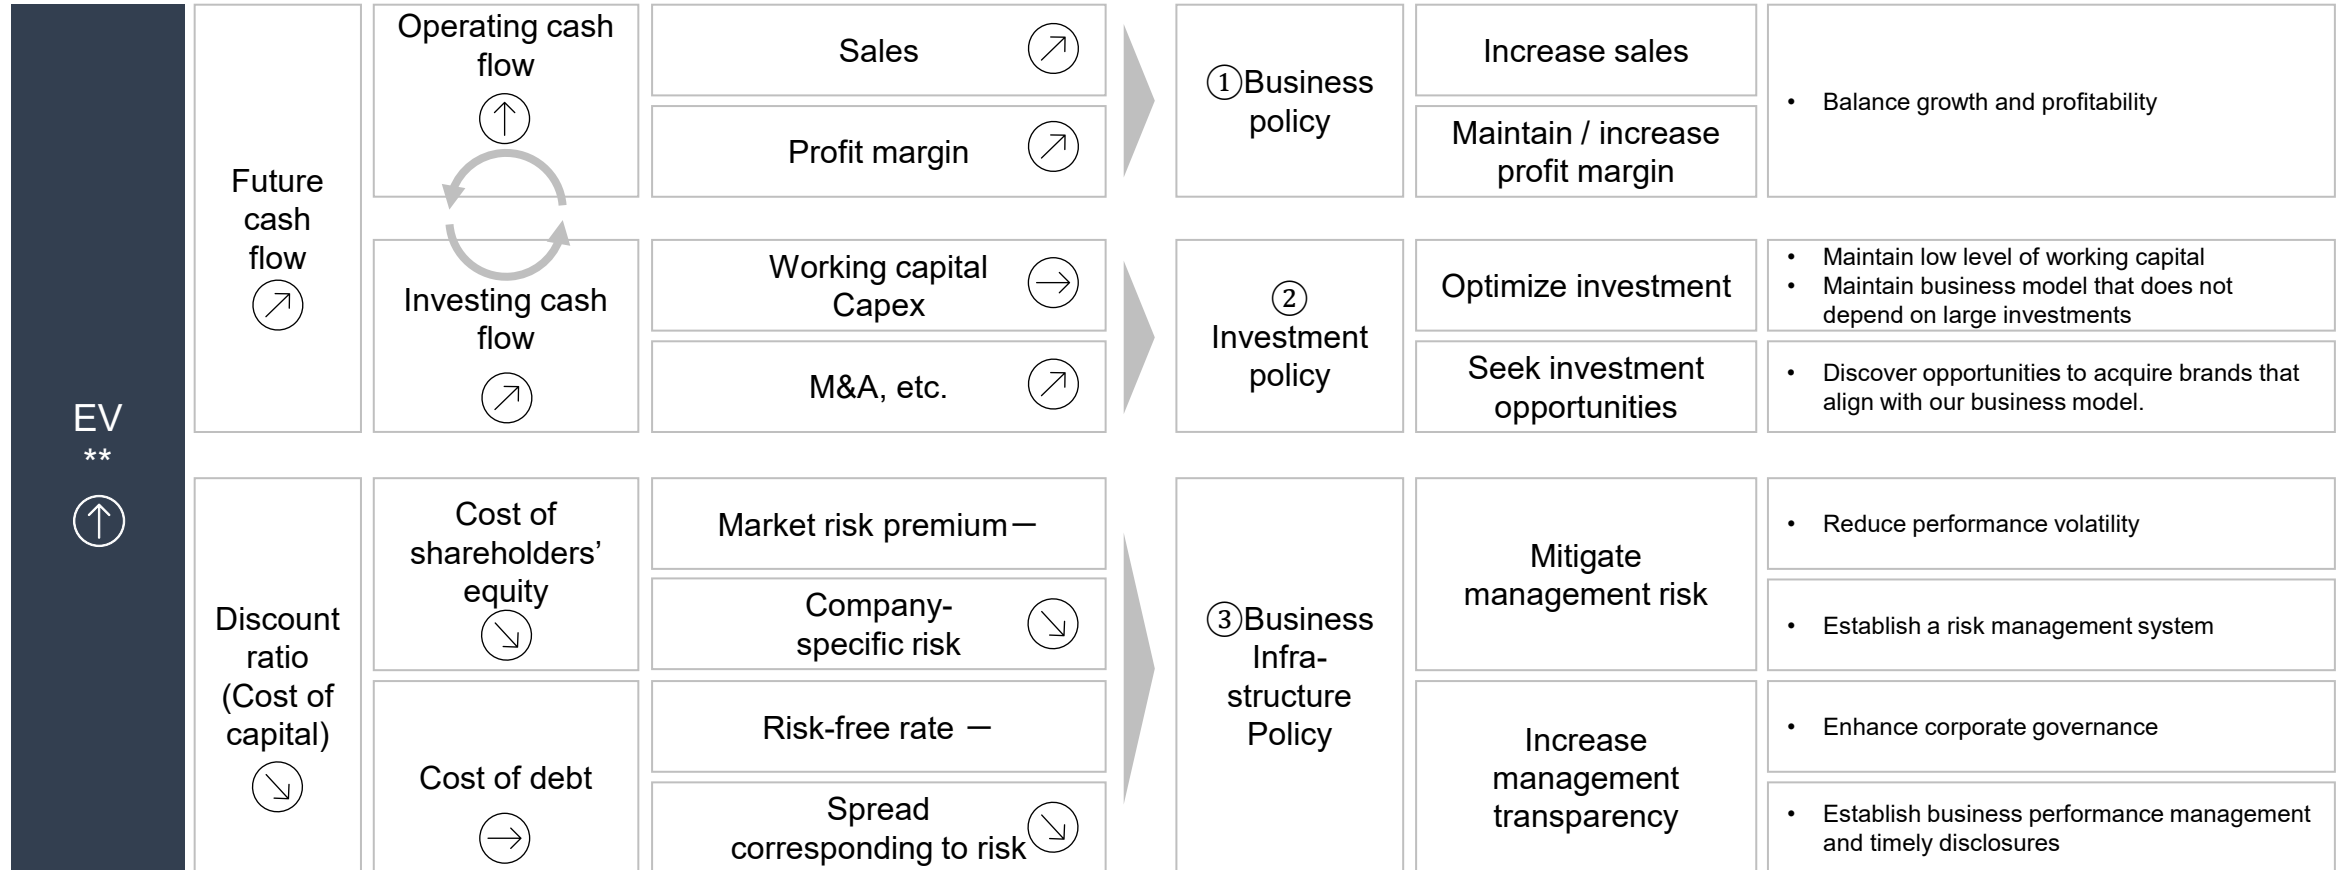 EV
**
Future
cash
flow
Operating cash
flow
Sales
Profit margin
①Business
policy
Increase sales
Maintain / increase
profit margin
• Balance growth and profitability
Investing cash
flow
Working capital
Capex
M&A, etc.
②
Investment
policy
Optimize investment
• Maintain low level of working capital
• Maintain business model that does not
depend on large investments
Seek investment
opportunities
• Discover opportunities to acquire brands that
align with our business model.
Discount
ratio
(Cost of
capital)
Cost of
shareholders’
equity
Market risk premium—
Company-
specific risk
Cost of debt
Risk-free rate —
Spread
corresponding to risk
③Business
Infra-
structure
Policy
Mitigate
management risk
• Reduce performance volatility
• Establish a risk management system
Increase
management
transparency
• Enhance corporate governance
• Establish business performance management
and timely disclosures